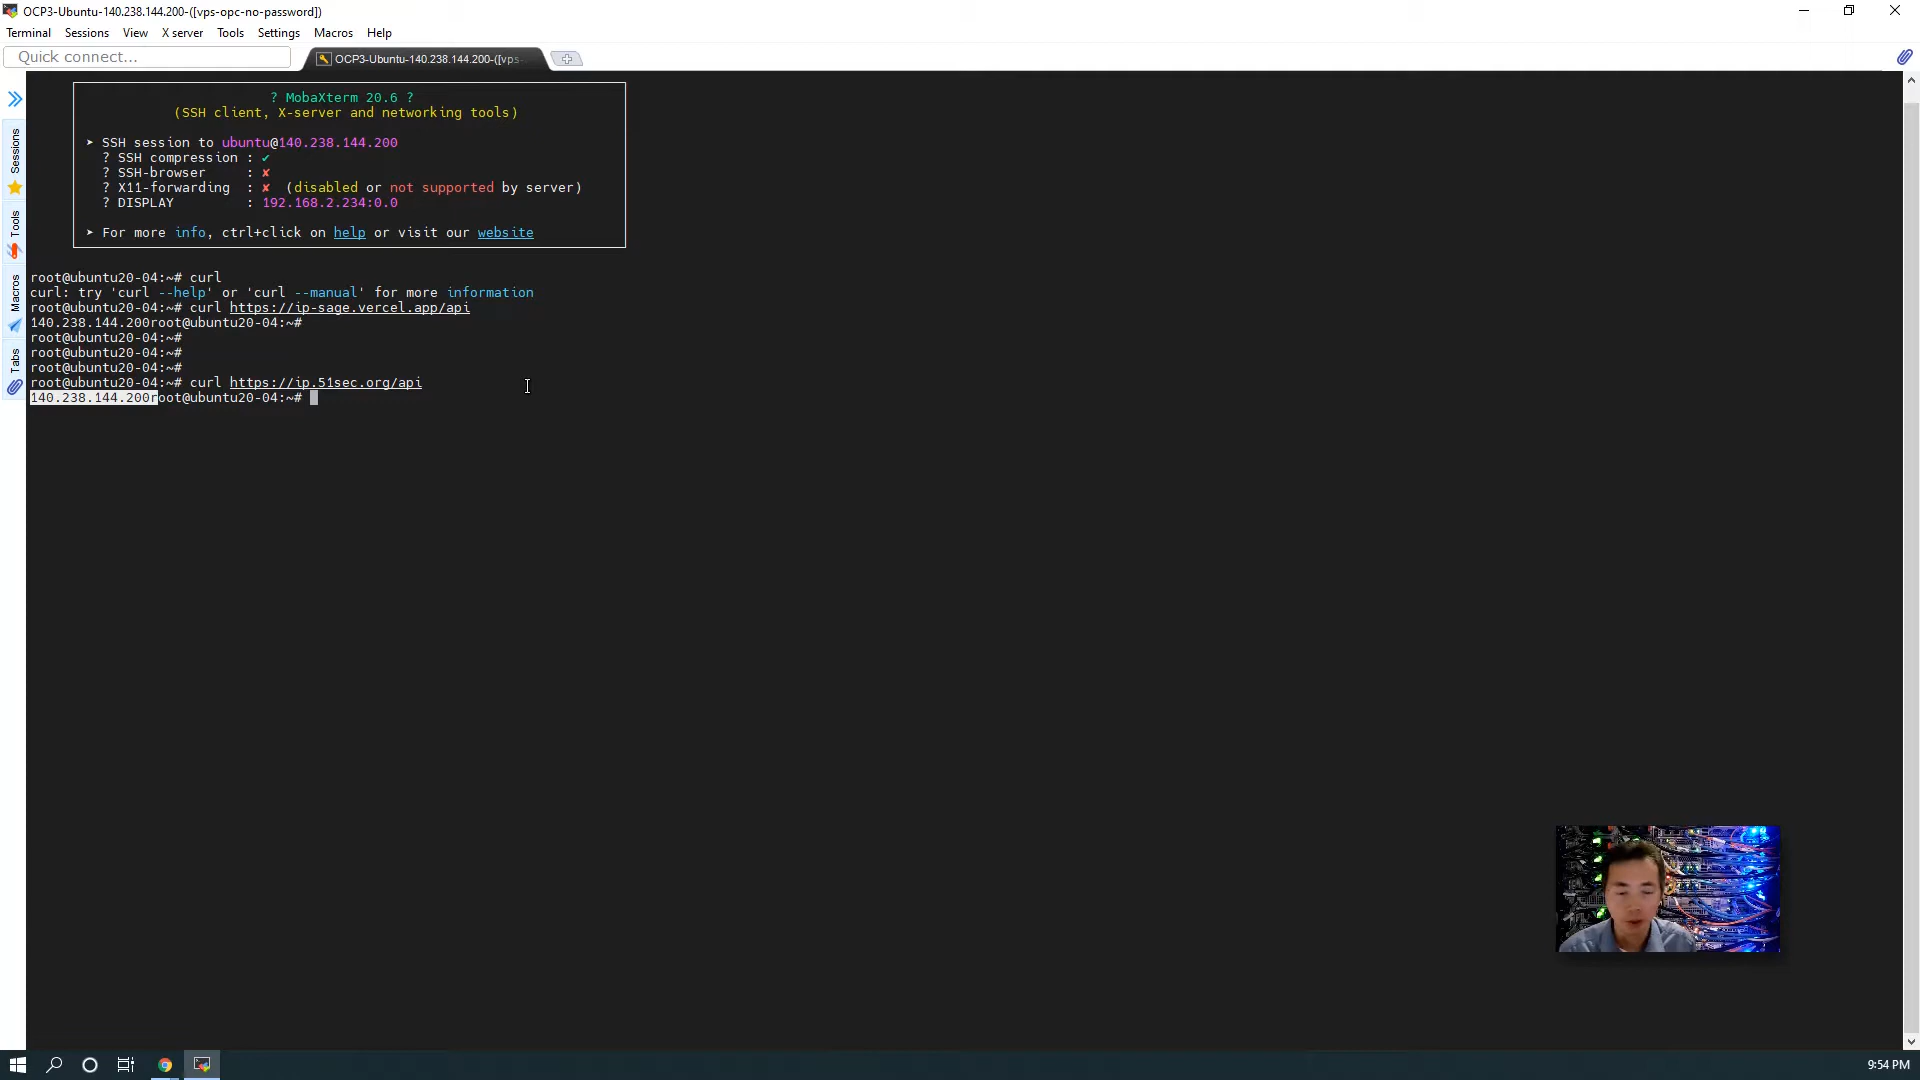 OCP3-Ubuntu-140.238.144.200-([vps-opc-no-password])
Terminal Sessions View X server Tools Settings Macros Help
Quick connect...
OCP3-Ubuntu-140.238.144.200-([vps-
Sessions
Tools
Macros
Tabs
? MobaXterm 20.6 ?
(SSH client, X-server and networking tools)
➤ SSH session to ubuntu@140.238.144.200
? SSH compression : ✔
? SSH-browser : ✘
? X11-forwarding : ✘ (disabled or not supported by server)
? DISPLAY : 192.168.2.234:0.0
➤ For more info, ctrl+click on help or visit our website
root@ubuntu20-04:~# curl
curl: try 'curl --help' or 'curl --manual' for more information
root@ubuntu20-04:~# curl https://ip-sage.vercel.app/api
140.238.144.200root@ubuntu20-04:~#
root@ubuntu20-04:~#
root@ubuntu20-04:~#
root@ubuntu20-04:~#
root@ubuntu20-04:~# curl https://ip.51sec.org/api
140.238.144.200root@ubuntu20-04:~#
9:54 PM